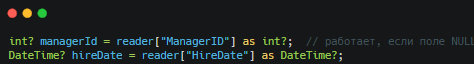 int? managerId = reader["ManagerID"] as int?;  // работает, если поле NULL
DateTime? hireDate = reader["HireDate"] as DateTime?;